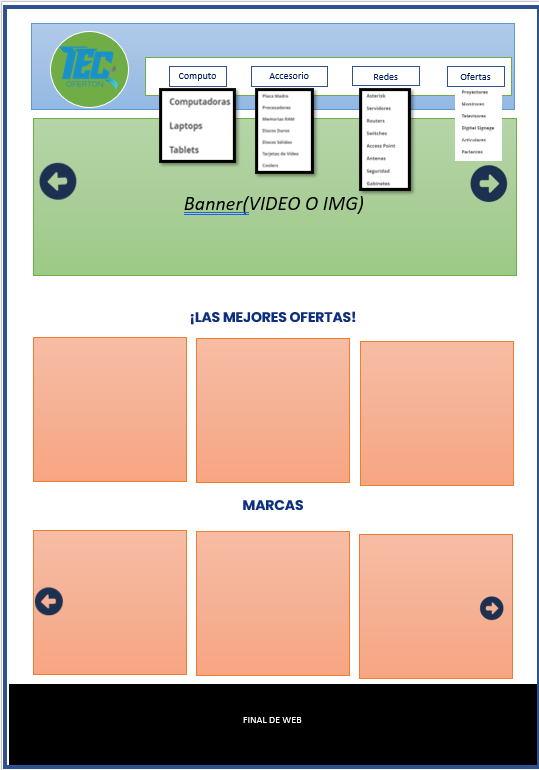 TEC
OFERTON
Computo
Accesorio
Redes
Ofertas
Computadoras
Laptops
Tablets
Placa Madre
Procesadores
Memorias RAM
Discos Duros
Discos Sólidos
Tarjetas de Video
Coolers
Asterisk
Servidores
Routers
Switches
Access Point
Antenas
Seguridad
Gabinetes
Proyectores
Monitores
Televisores
Digital Signage
Articulares
Parlantes
Banner(VIDEO O IMG)
¡LAS MEJORES OFERTAS!
MARCAS
FINAL DE WEB